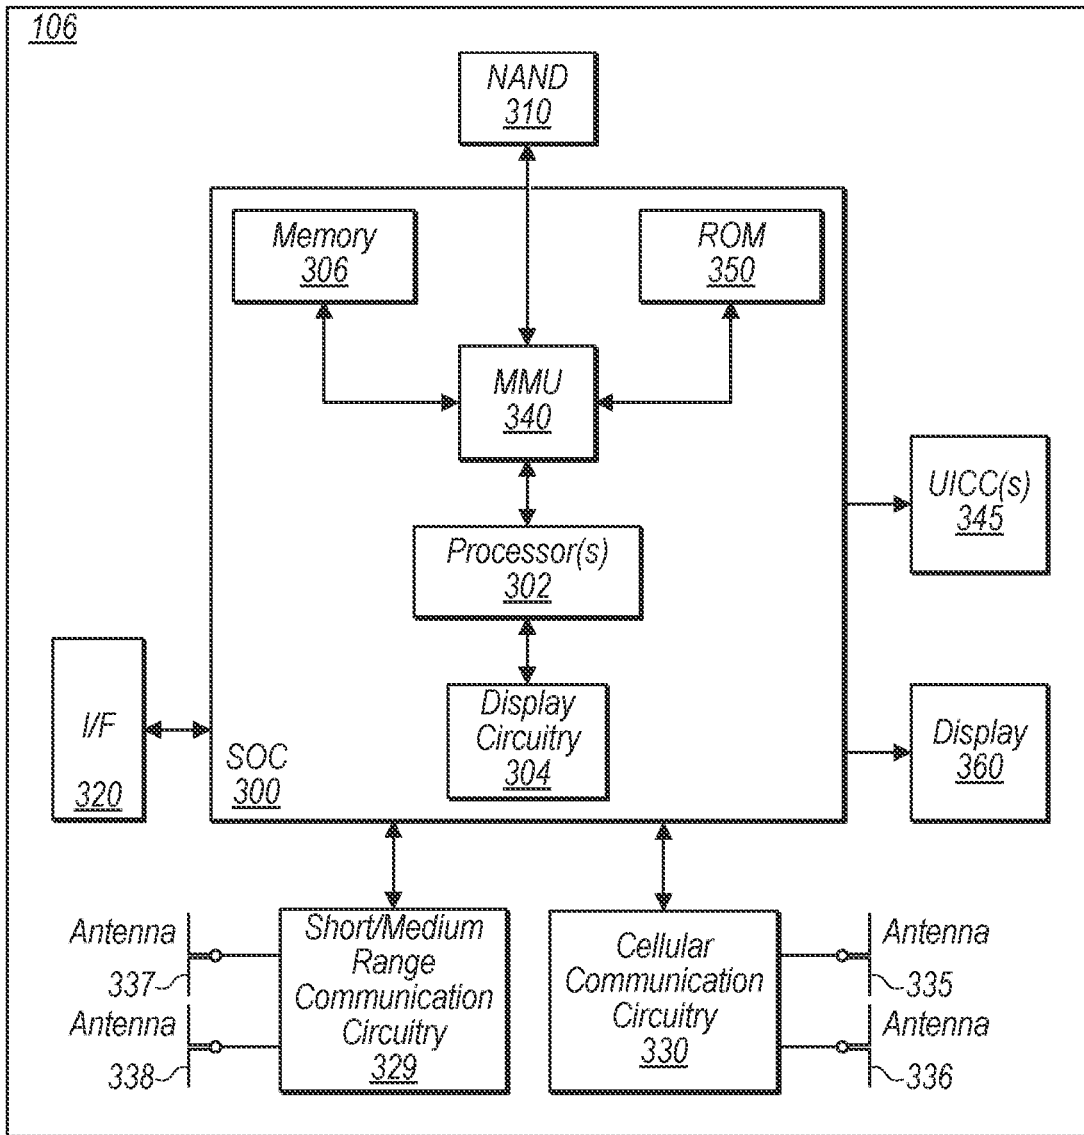 106
NAND
310
Memory
306
ROM
350
MMU
340
UICC(s)
345
Processor(s)
302
I/F
320
Display
Circuitry
304
SOC
300
Display
360
Antenna
337
Antenna
338
Short/Medium
Range
Communication
Circuitry
329
Cellular
Communication
Circuitry
330
Antenna
335
Antenna
336